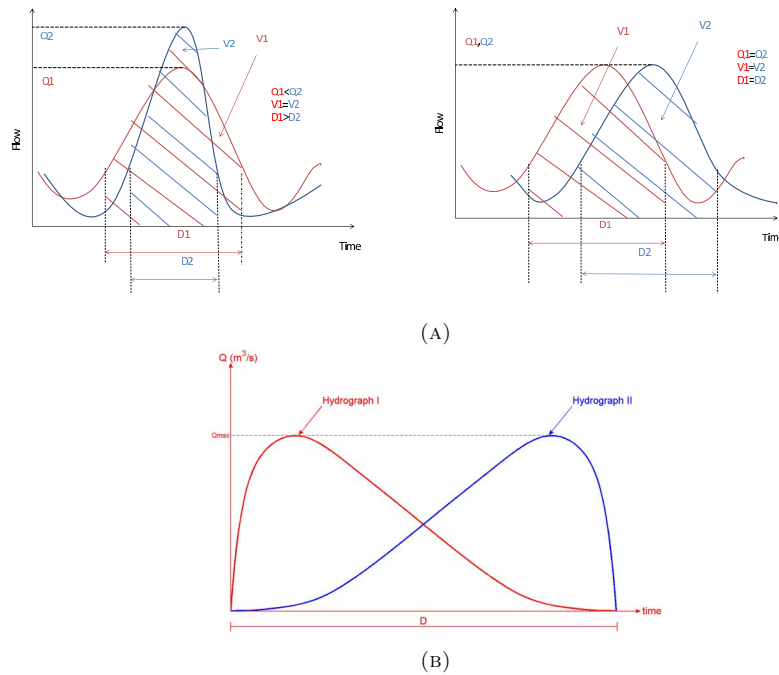 Q2
Q1
V2
V1
Q1<Q2
V1=V2
D1>D2
Flow
D1
D2
Time
Q1,Q2
V1
V2
Q1=Q2
V1=V2
D1=D2
Flow
D1
D2
Time
(A)
Q (m³/s)
Hydrograph I
Hydrograph II
Qmax
time
D
(B)